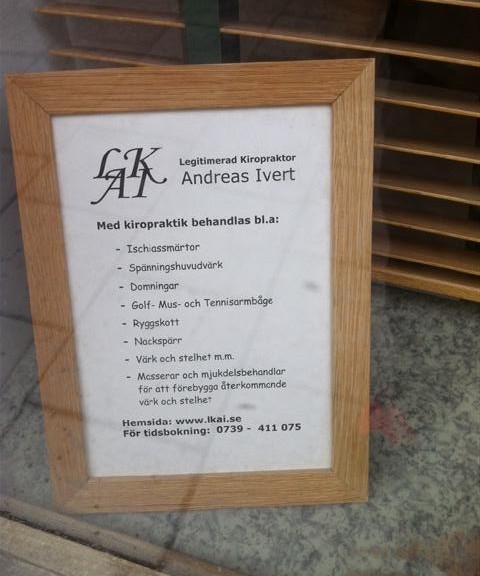 LK
AI
Legitimerad Kiropraktor
Andreas Ivert
Med kiropraktik behandlas bl.a:
- Ischiassmärtor
- Spänningshuvudvärk
- Domningar
- Golf- Mus- och Tennisarmbåge
- Ryggskott
- Nackspärr
- Värk och stelhet m.m.
- Masserar och mjukdelsbehandlar
för att förebygga återkommande
värk och stelhet
Hemsida: www.lkai.se
För tidsbokning: 0739 - 411 075